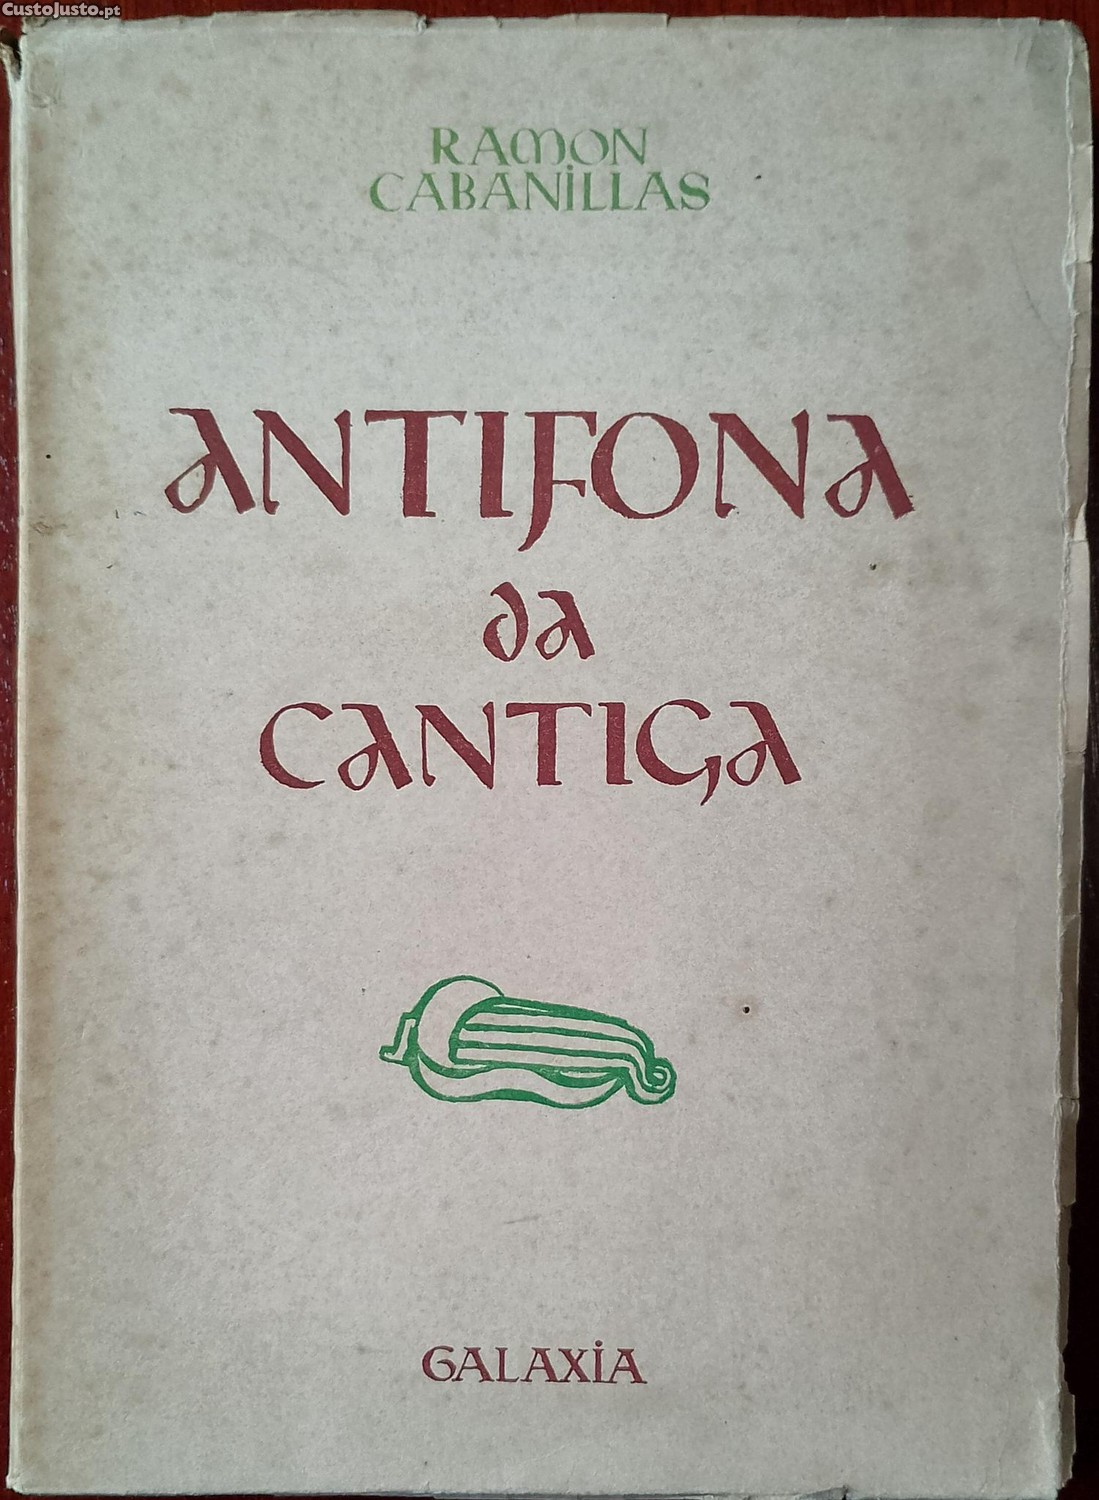 CustoJusto.pt
RAMON
CABANiLLAS
ANTIFONA
da
CANTIGA
GALAXiA